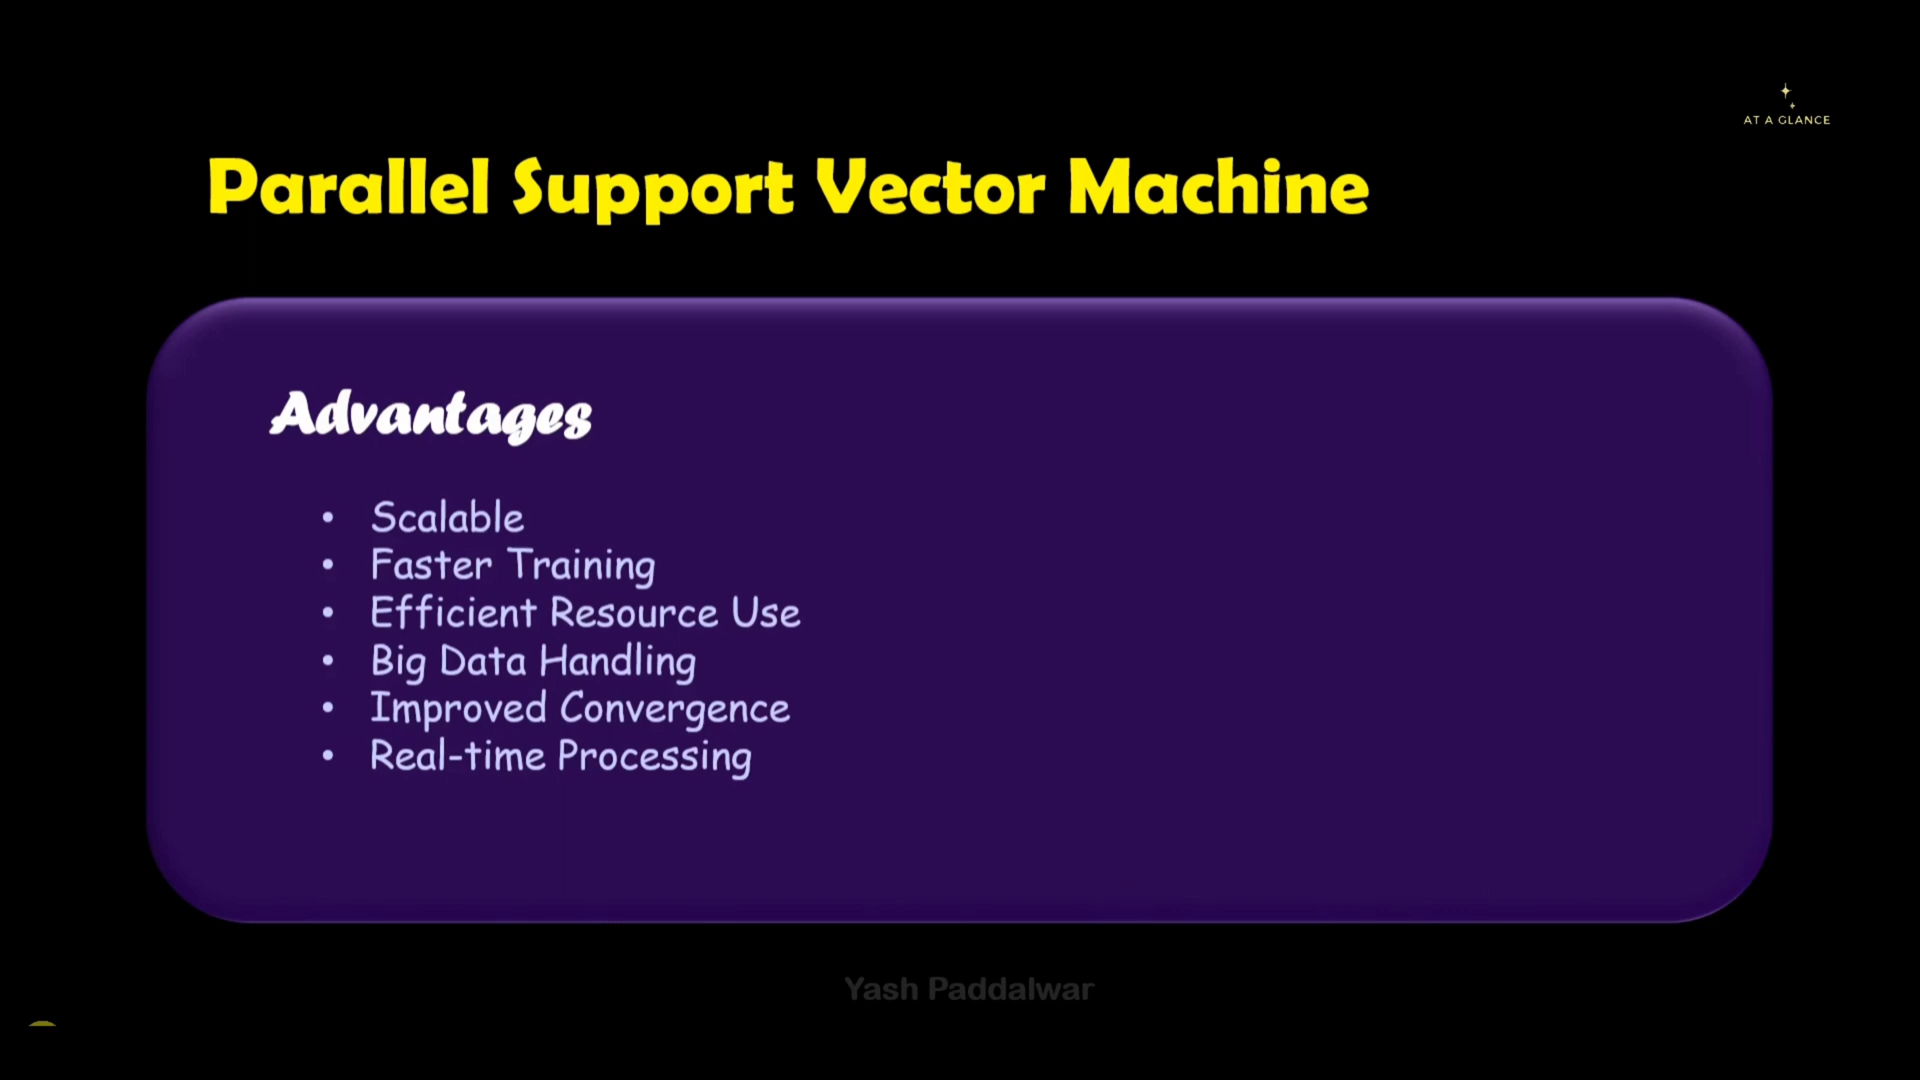 AT A GLANCE
Parallel Support Vector Machine
Advantages
• Scalable
• Faster Training
• Efficient Resource Use
• Big Data Handling
• Improved Convergence
• Real-time Processing
Yash Paddalwar